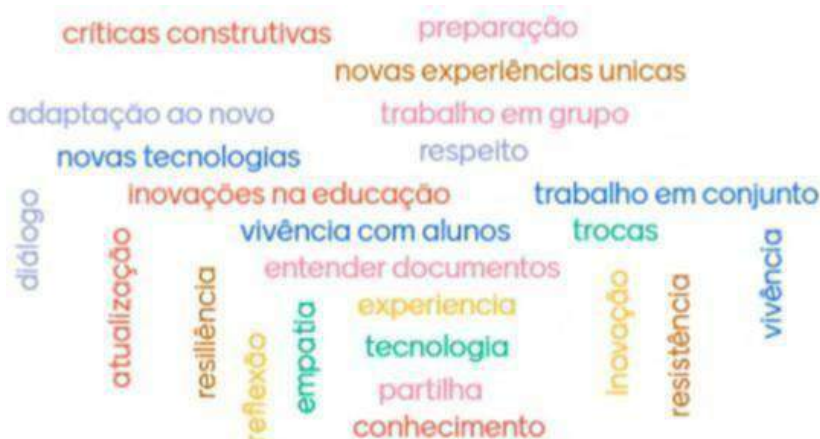 críticas construtivas
preparação
novas experiências unicas
adaptação ao novo
trabalho em grupo
novas tecnologias
respeito
inovações na educação
trabalho em conjunto
diálogo
vivência com alunos
trocas
atualização
resiliência
entender documentos
inovação
resistência
vivência
reflexão
empatia
experiencia
tecnologia
partilha
conhecimento